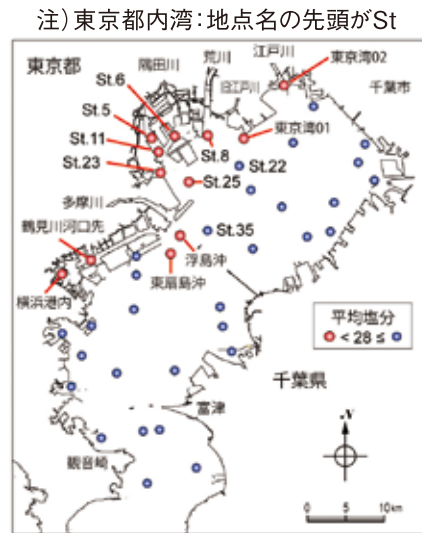 注)東京都内湾:地点名の先頭がSt
東京都
隅田川
荒川
江戸川
旧江戸川
東京湾02
千葉市
St.6
St.5
St.11
St.23
St.8
東京湾01
St.22
St.25
多摩川
鶴見川河口先
St.35
浮島沖
東扇島沖
横浜港内
平均塩分
< 28 ≤
千葉県
富津
観音崎
N
0 5 10km